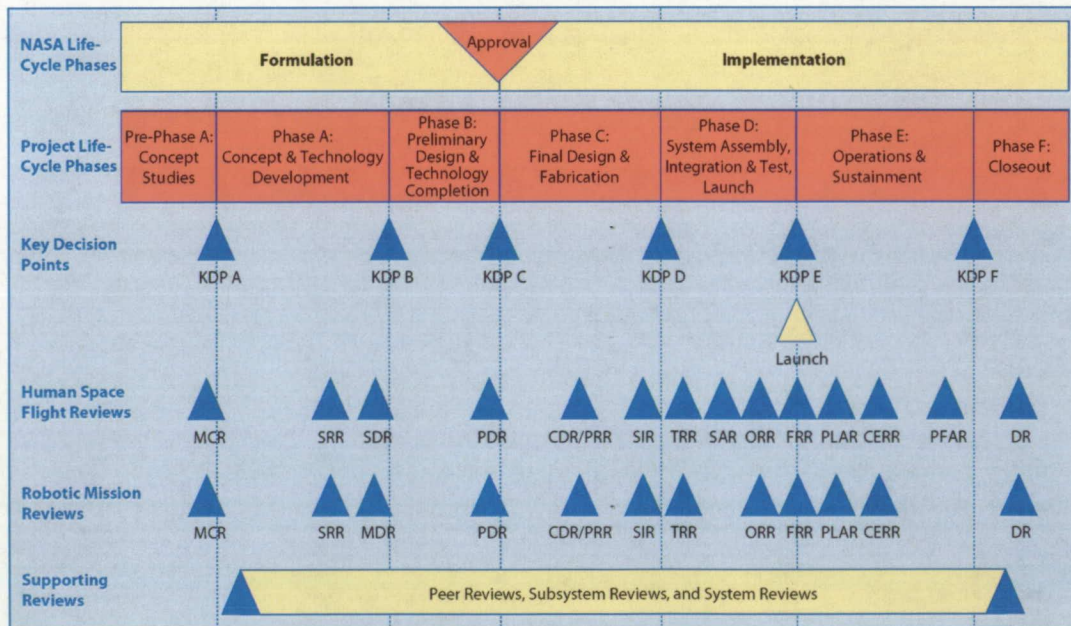 NASA Life-
Cycle Phases
Formulation
Approval
Implementation
Project Life-
Cycle Phases
Pre-Phase A:
Concept
Studies
Phase A:
Concept & Technology
Development
Phase B:
Preliminary
Design &
Technology
Completion
Phase C:
Final Design &
Fabrication
Phase D:
System Assembly,
Integration & Test,
Launch
Phase E:
Operations &
Sustainment
Phase F:
Closeout
Key Decision
Points
KDP A KDP B KDP C KDP D KDP E KDP F
Launch
Human Space
Flight Reviews
MCR SRR SDR PDR CDR/PRR SIR TRR SAR ORR FRR PLAR CERR PFAR DR
Robotic Mission
Reviews
MCR SRR MDR PDR CDR/PRR SIR TRR ORR FRR PLAR CERR DR
Supporting
Reviews
Peer Reviews, Subsystem Reviews, and System Reviews